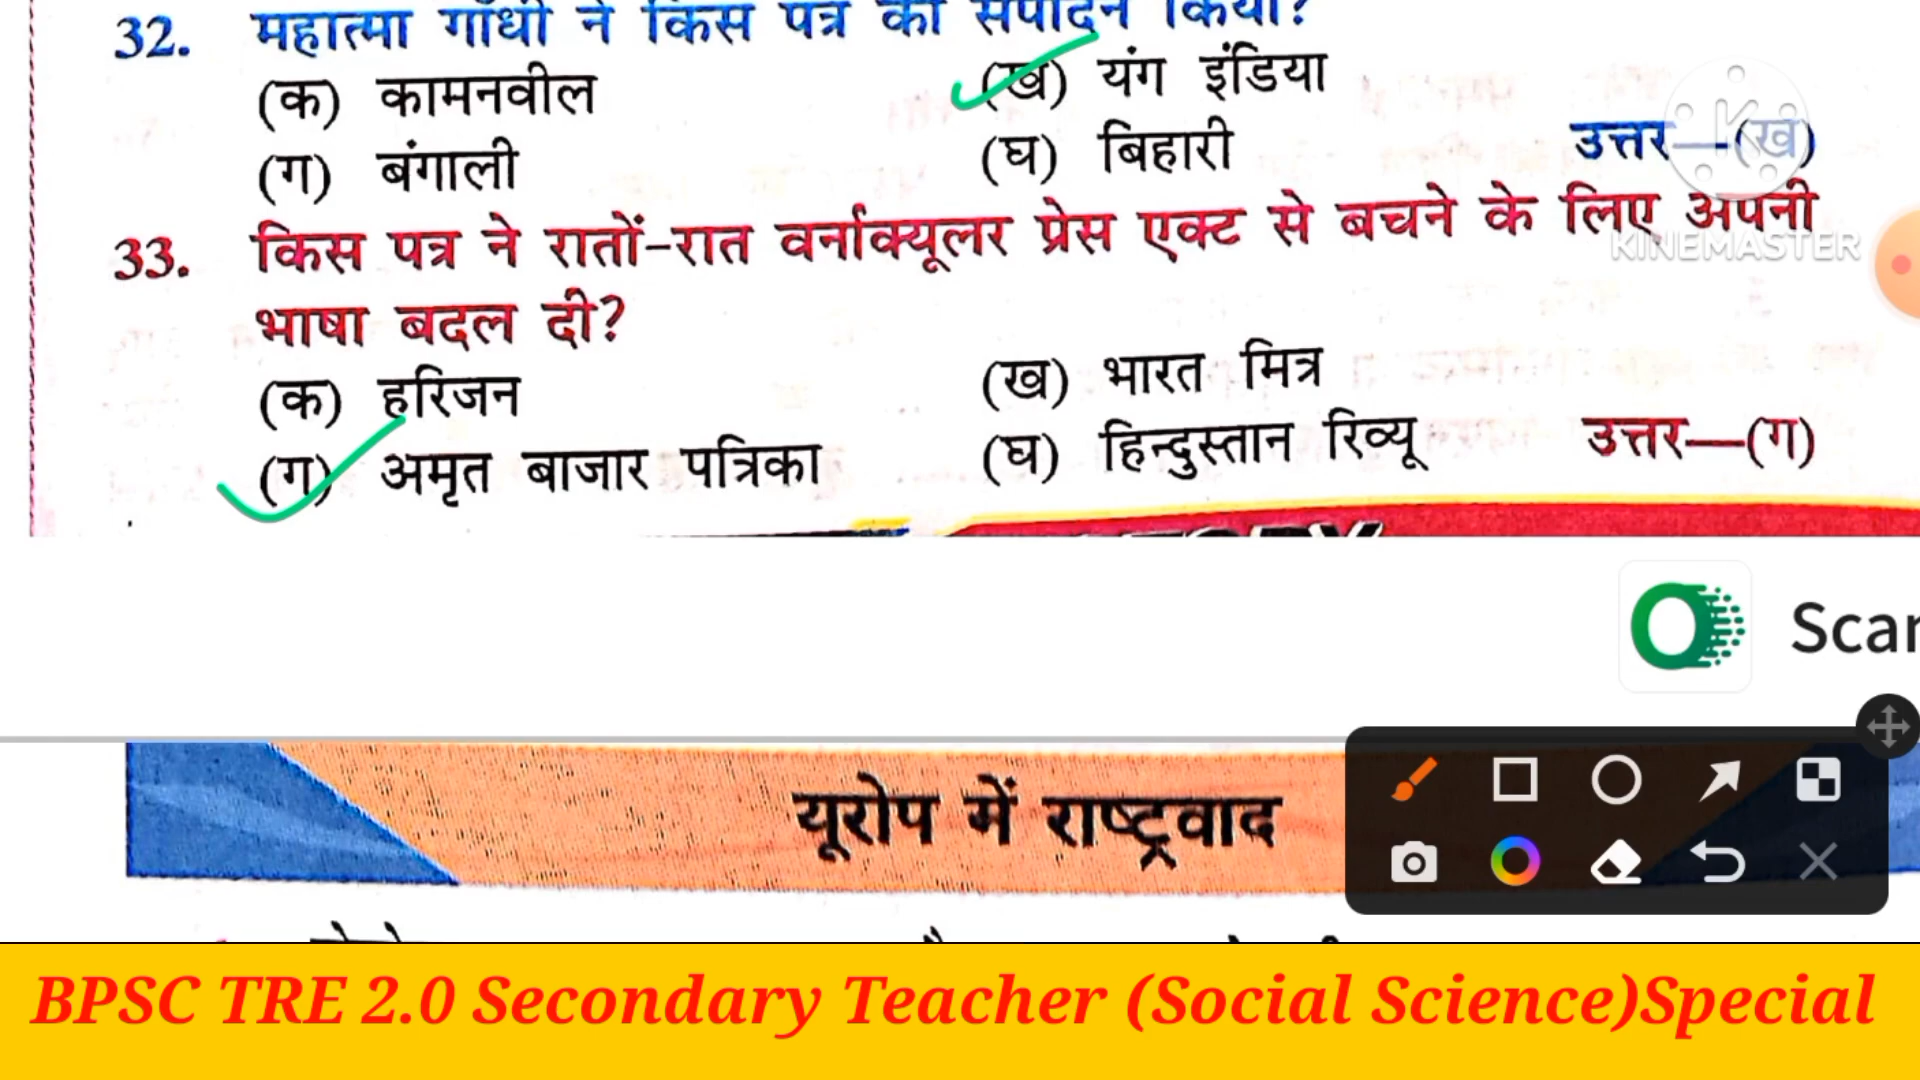 32. महात्मा गाँधी ने किस पत्र का संपादन किया?
(क) कामनवील (ख) यंग इंडिया
(ग) बंगाली (घ) बिहारी उत्तर—(ख)
33. किस पत्र ने रातों-रात वर्नाक्यूलर प्रेस एक्ट से बचने के लिए अपनी
KINEMASTER
भाषा बदल दी?
(क) हरिजन (ख) भारत मित्र
(ग) अमृत बाजार पत्रिका (घ) हिन्दुस्तान रिव्यू उत्तर—(ग)
यूरोप में राष्ट्रवाद
BPSC TRE 2.0 Secondary Teacher (Social Science)Special